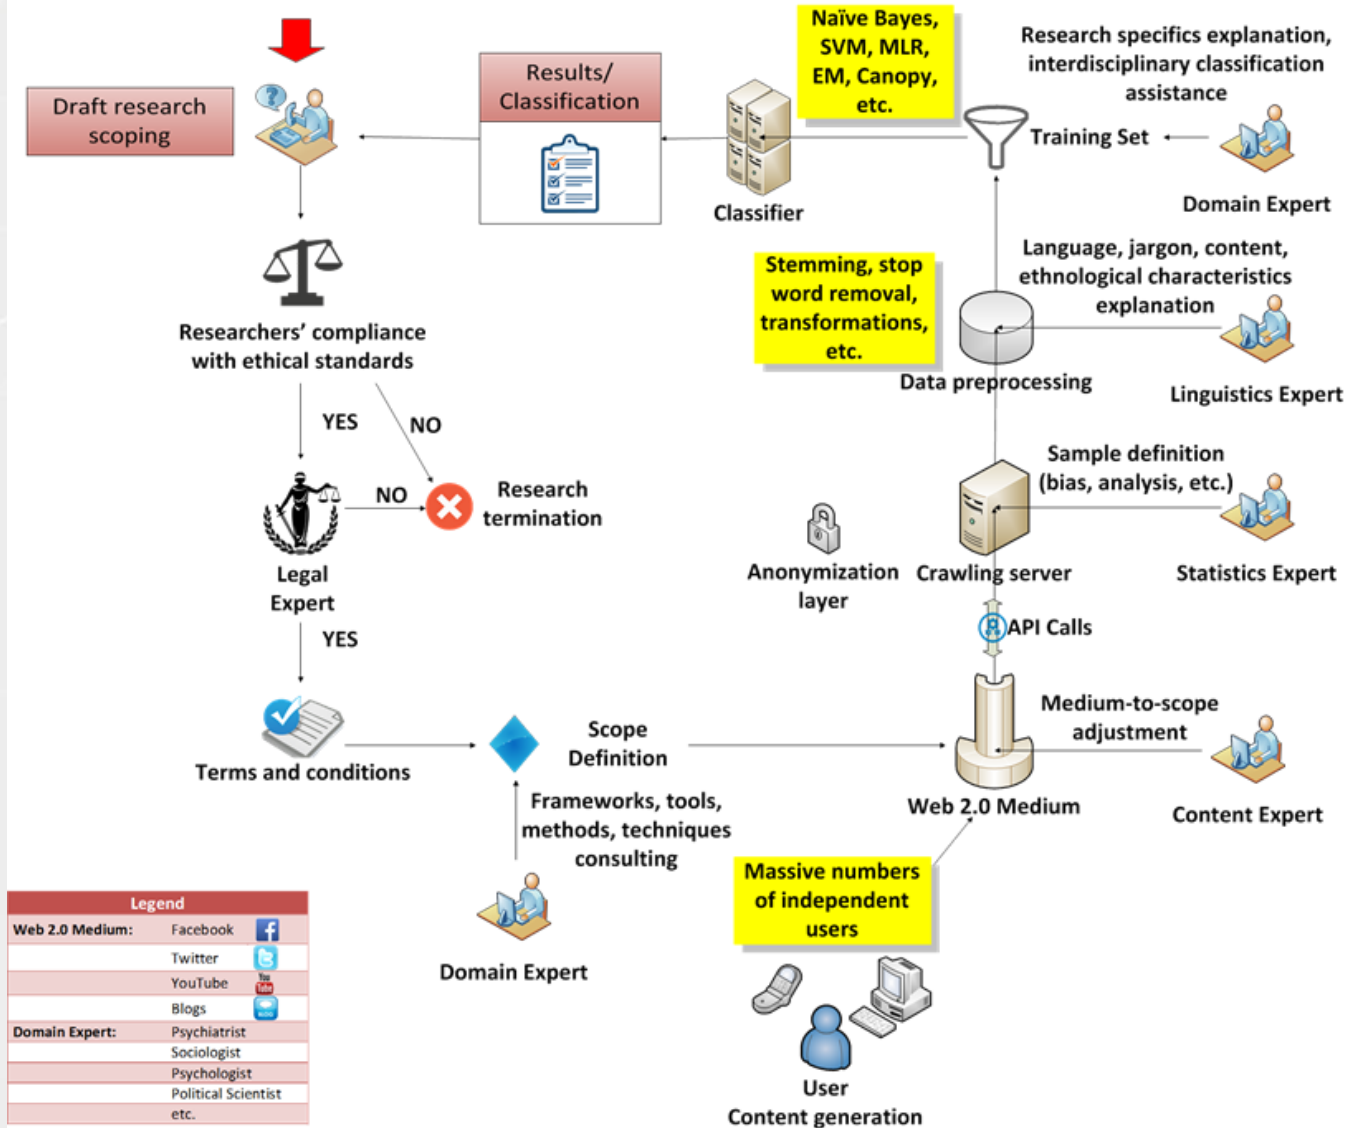 Draft research
scoping
Results/
Classification
Naïve Bayes,
SVM, MLR,
EM, Canopy,
etc.
Research specifics explanation,
interdisciplinary classification
assistance
Training Set
Domain Expert
Classifier
Language, jargon, content,
ethnological characteristics
explanation
Stemming, stop
word removal,
transformations,
etc.
Data preprocessing
Linguistics Expert
Researchers’ compliance
with ethical standards
YES
NO
NO
Research
termination
Legal
Expert
YES
Sample definition
(bias, analysis, etc.)
Anonymization
layer
Crawling server
Statistics Expert
API Calls
Terms and conditions
Scope
Definition
Medium-to-scope
adjustment
Web 2.0 Medium
Content Expert
Frameworks, tools,
methods, techniques
consulting
Domain Expert
Massive numbers
of independent
users
User
Content generation
Legend
Web 2.0 Medium: Facebook
Twitter
YouTube You Tube
Blogs BLOG
Domain Expert: Psychiatrist
Sociologist
Psychologist
Political Scientist
etc.